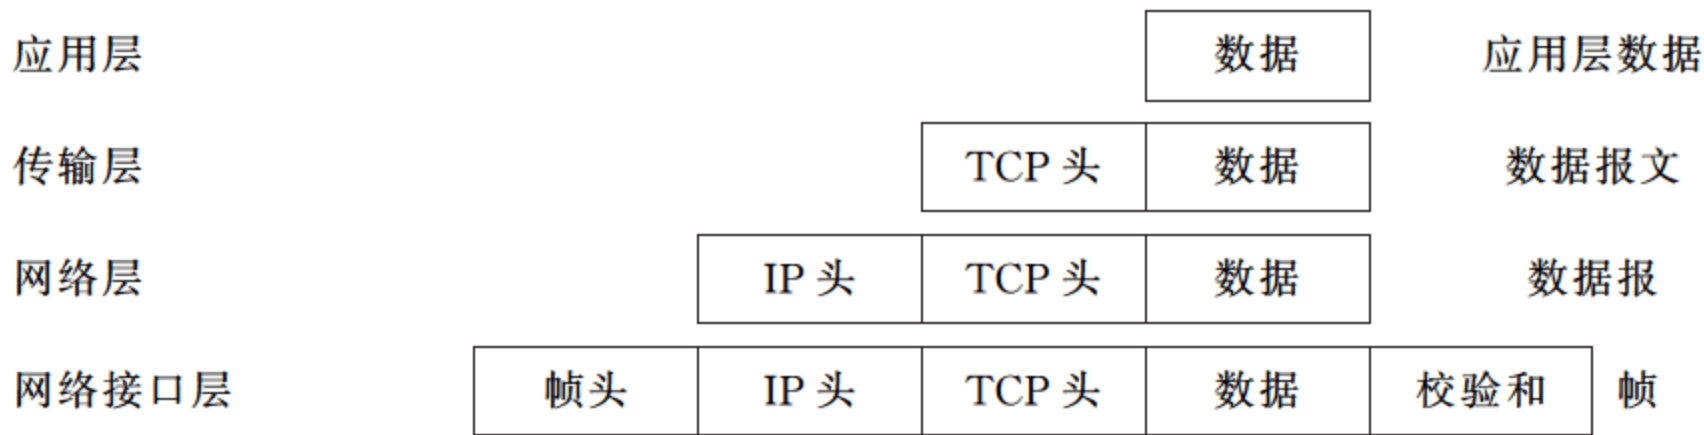 应用层 数据 应用层数据
传输层 TCP 头 数据 数据报文
网络层 IP 头 TCP 头 数据 数据报
网络接口层 帧头 IP 头 TCP 头 数据 校验和 帧